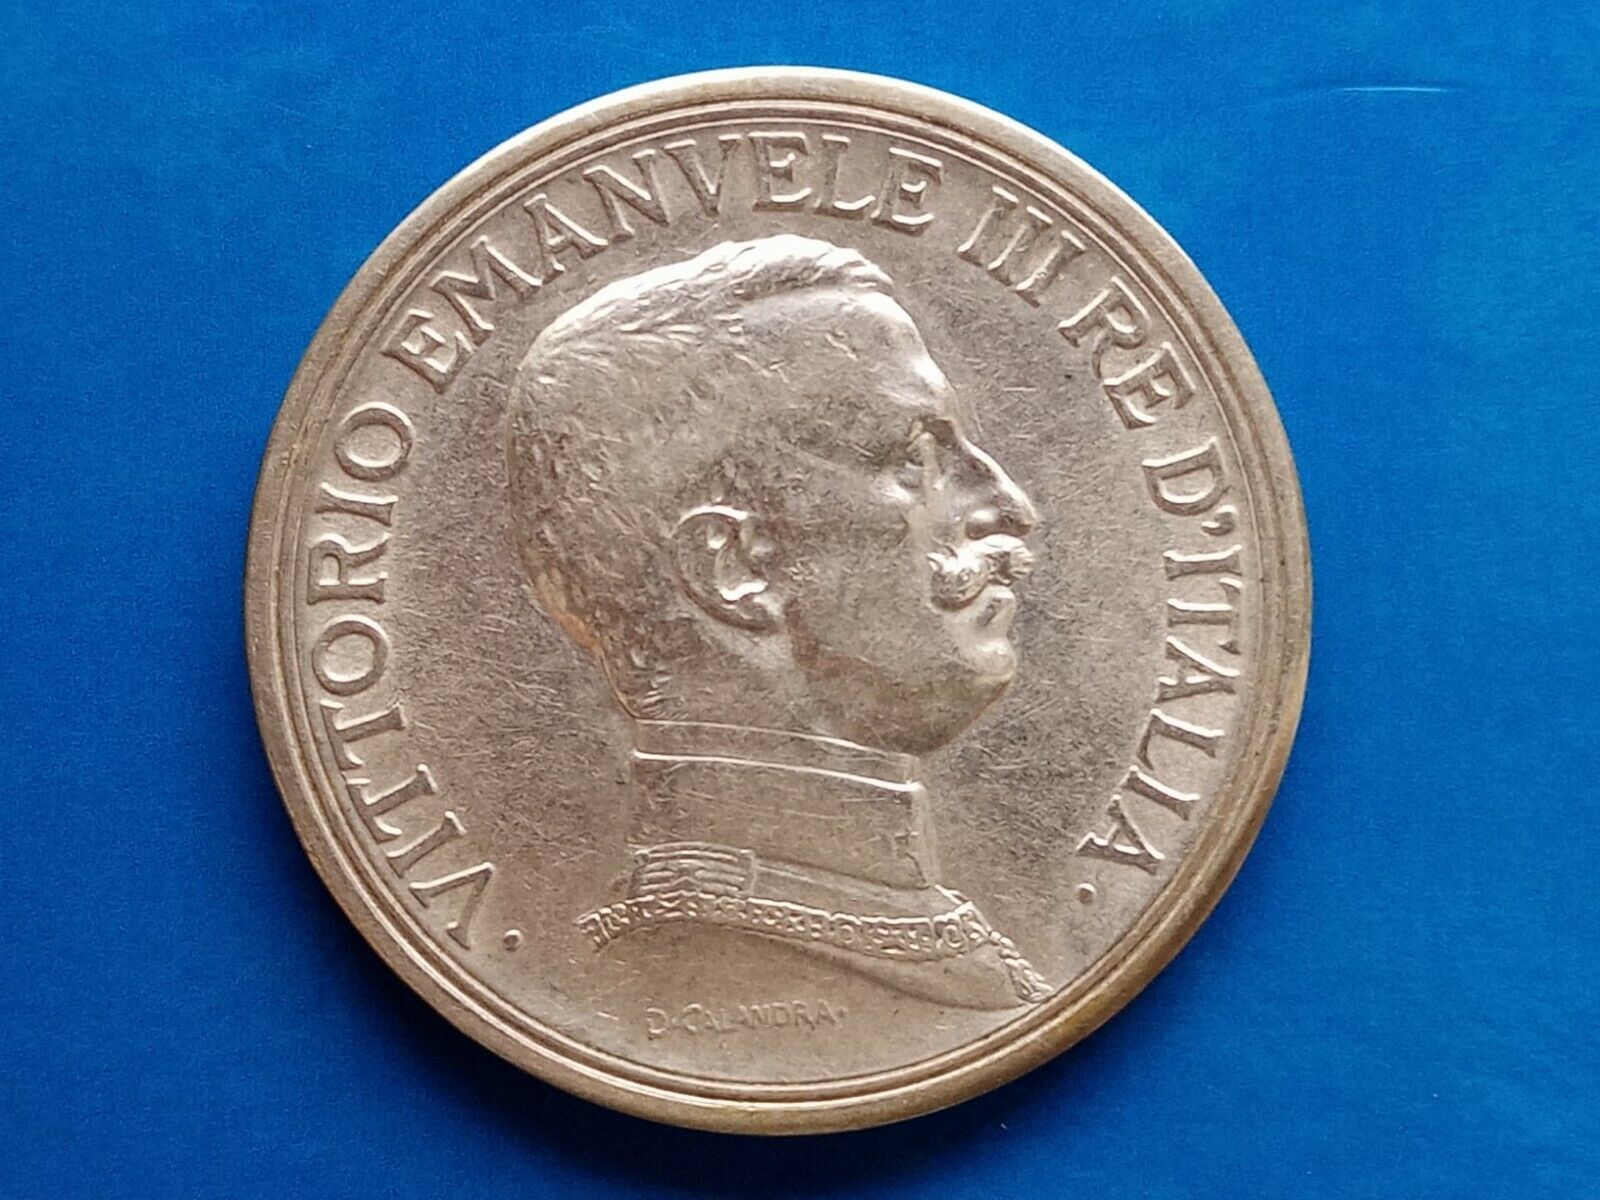 · VITTORIO EMANVELE III RE D'ITALIA ·
D·CALANDRA·